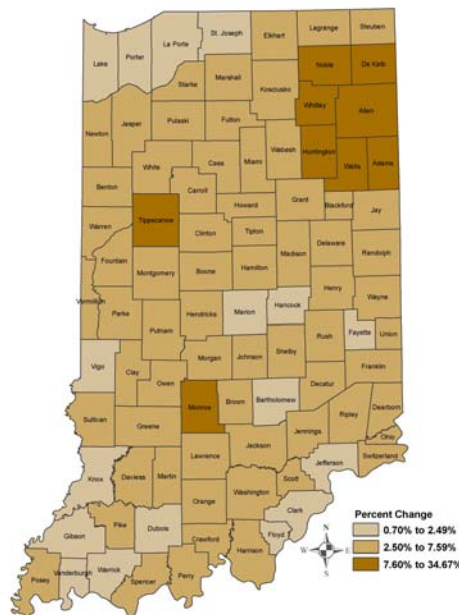 Steuben
Lagrange
Elkhart
St. Joseph
La Porte
Porter
Lake
Noble
De Kalb
Marshall
Starke
Kosciusko
Whitley
Allen
Newton
Jasper
Pulaski
Fulton
Wabash
Huntington
Wells
Adams
White
Cass
Miami
Benton
Carroll
Howard
Grant
Blackford
Jay
Tippecanoe
Warren
Clinton
Tipton
Madison
Delaware
Randolph
Fountain
Montgomery
Boone
Hamilton
Vermillion
Parke
Putnam
Hendricks
Marion
Hancock
Henry
Wayne
Fayette
Union
Rush
Shelby
Johnson
Morgan
Vigo
Clay
Owen
Franklin
Decatur
Bartholomew
Brown
Monroe
Sullivan
Greene
Dearborn
Ripley
Ohio
Jennings
Switzerland
Jackson
Lawrence
Jefferson
Scott
Washington
Knox
Daviess
Martin
Orange
Clark
Floyd
Gibson
Pike
Dubois
Crawford
Harrison
Posey
Vanderburgh
Warrick
Spencer
Perry
Percent Change
0.70% to 2.49%
2.50% to 7.59%
7.60% to 34.67%
N
W E
S